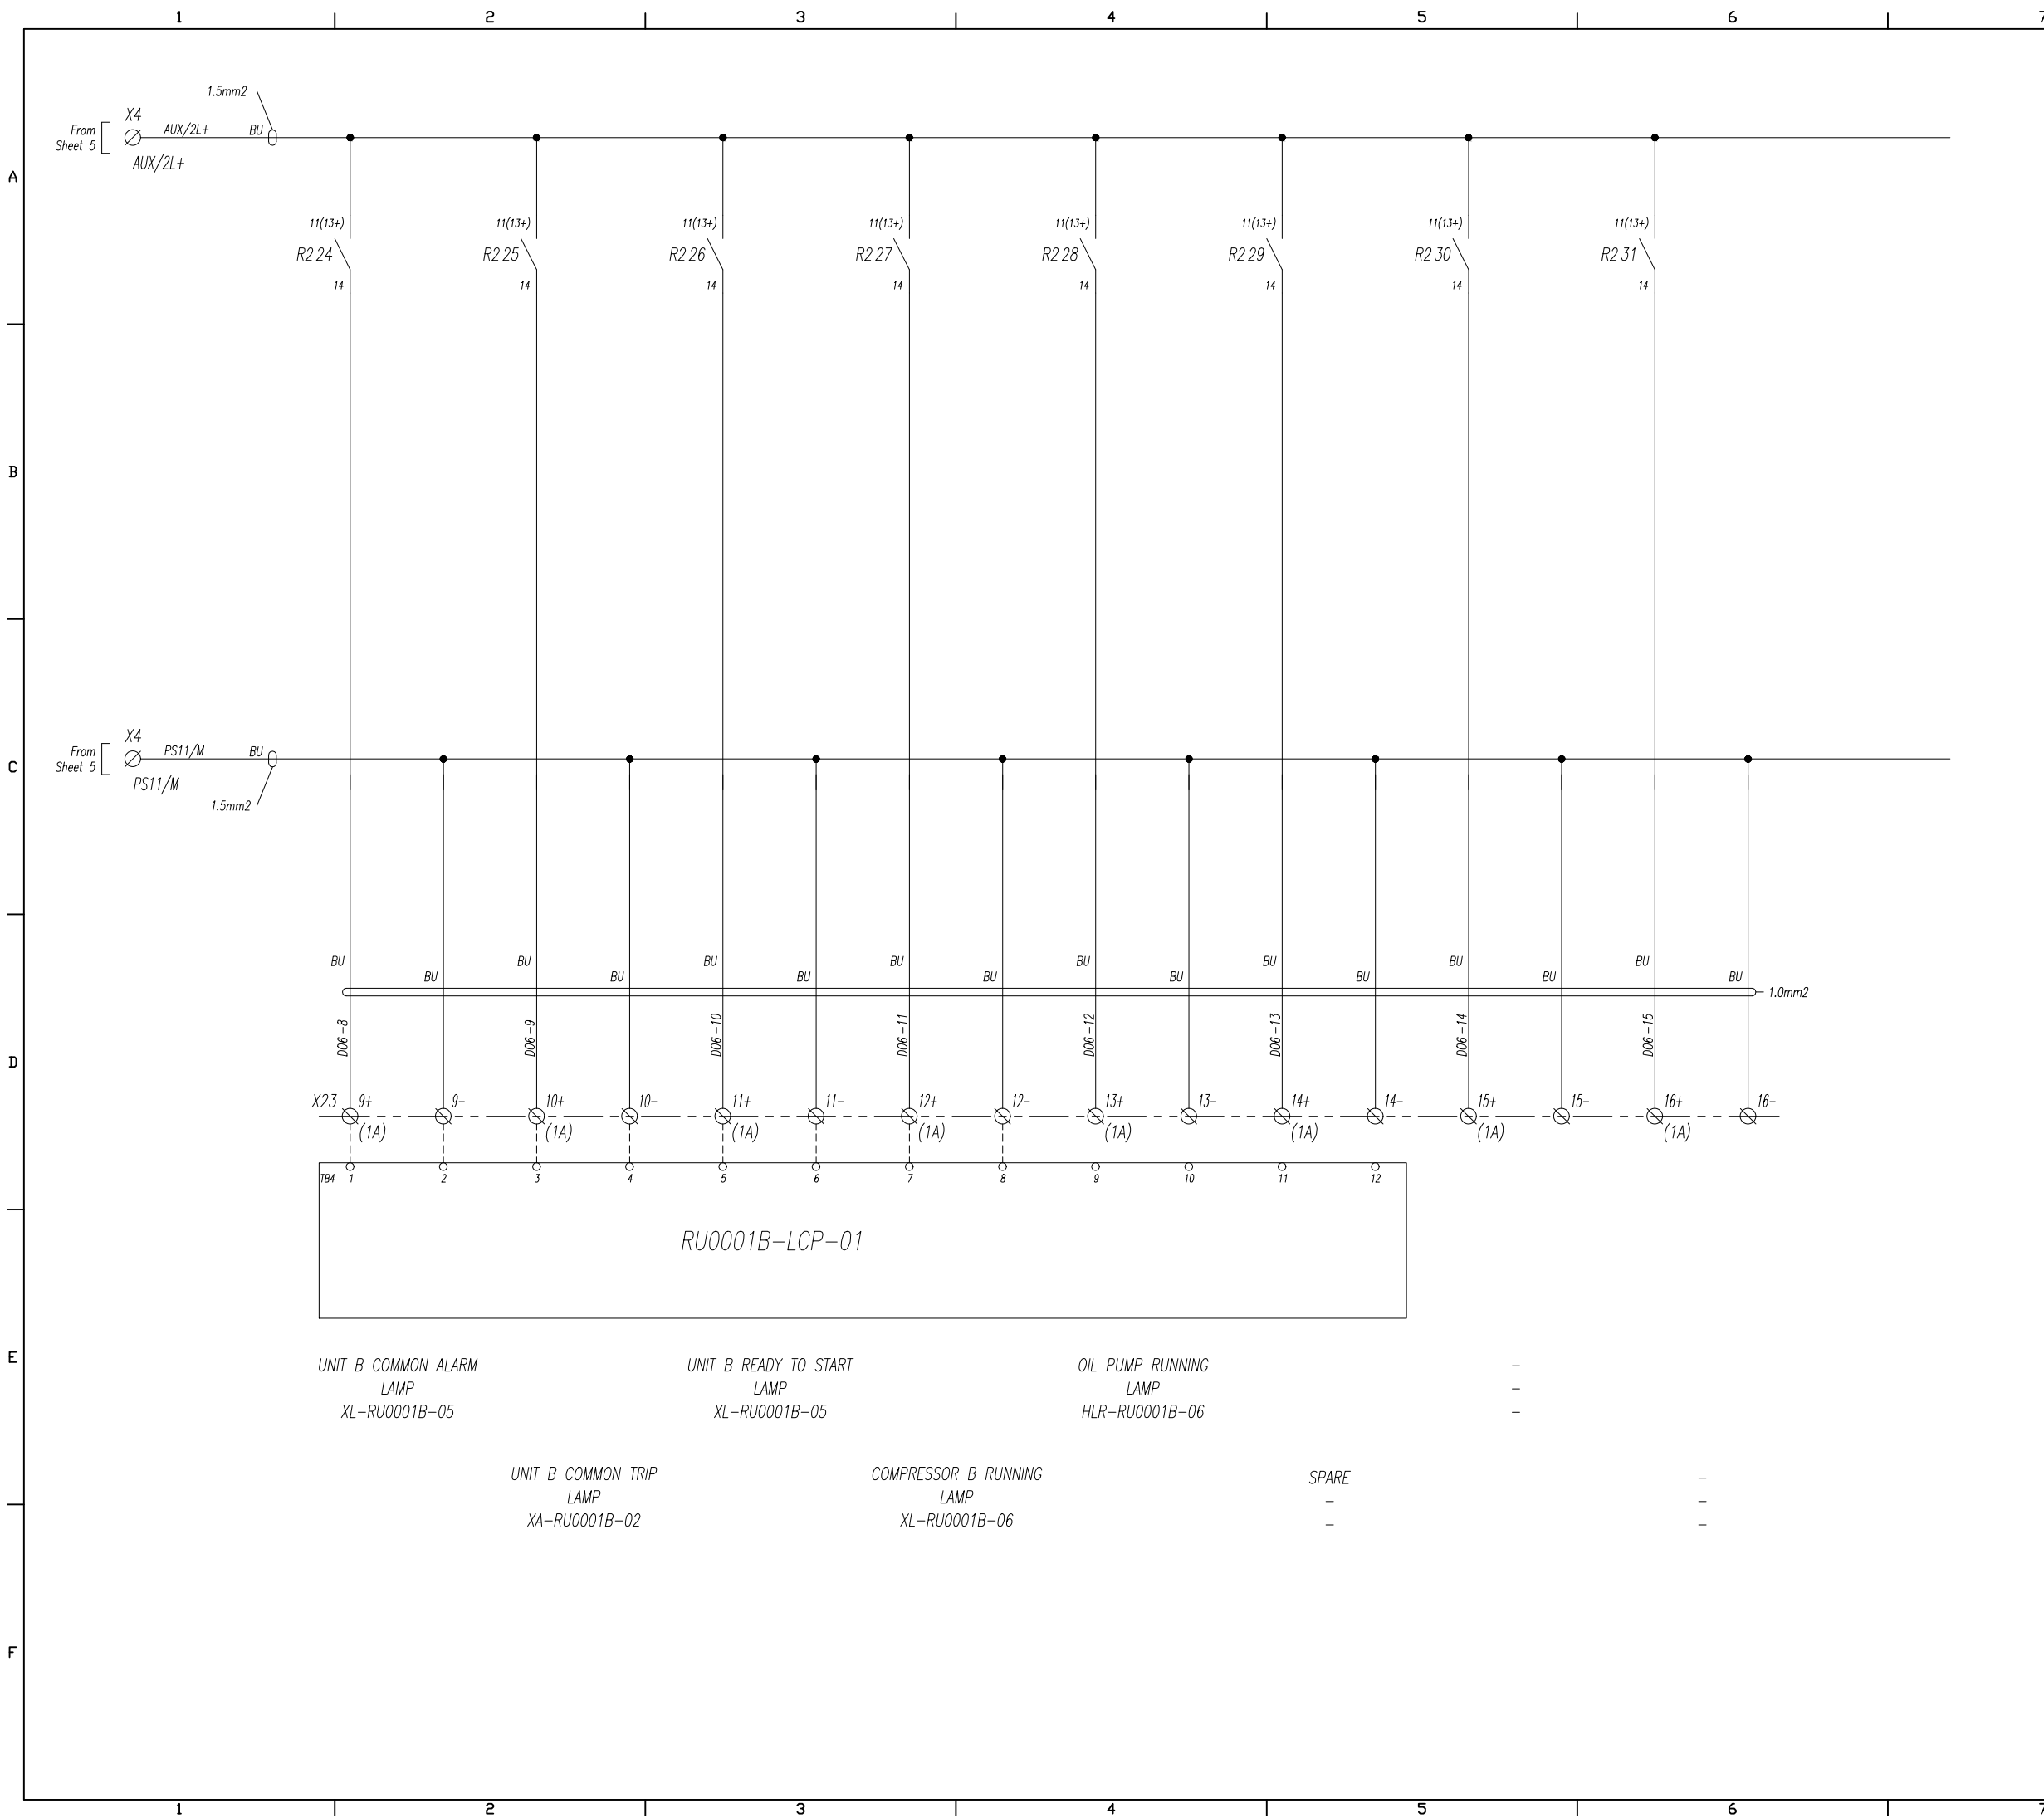 1 2 3 4 5 6 7
1.5mm2
X4
From AUX/2L+ BU
Sheet 5
AUX/2L+
A
11(13+) 11(13+) 11(13+) 11(13+) 11(13+) 11(13+) 11(13+) 11(13+)
R2 24 R2 25 R2 26 R2 27 R2 28 R2 29 R2 30 R2 31
14 14 14 14 14 14 14 14
B
X4
From PS11/M BU
Sheet 5
C
PS11/M
1.5mm2
BU BU BU BU BU BU BU BU
BU BU BU BU BU BU BU BU
1.0mm2
D06-8 D06-9 D06-10 D06-11 D06-12 D06-13 D06-14 D06-15
D
X23 9+ 9- 10+ 10- 11+ 11- 12+ 12- 13+ 13- 14+ 14- 15+ 15- 16+ 16-
(1A) (1A) (1A) (1A) (1A) (1A) (1A) (1A)
TB4 1 2 3 4 5 6 7 8 9 10 11 12
RU0001B-LCP-01
E
UNIT B COMMON ALARM UNIT B READY TO START OIL PUMP RUNNING -
LAMP LAMP LAMP -
XL-RU0001B-05 XL-RU0001B-05 HLR-RU0001B-06 -
UNIT B COMMON TRIP COMPRESSOR B RUNNING SPARE -
LAMP LAMP - -
XA-RU0001B-02 XL-RU0001B-06 - -
F
1 2 3 4 5 6 7